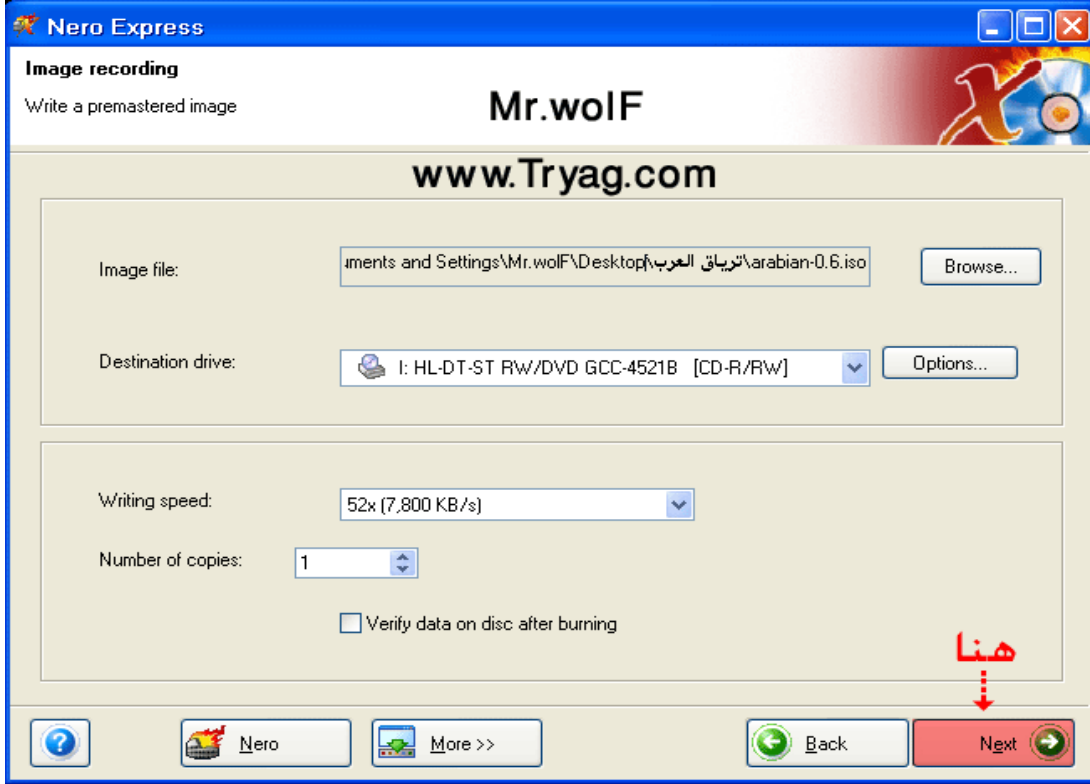 Nero Express
Image recording
Write a premastered image
Mr.wolF
www.Tryag.com
Image file:
uments and Settings\Mr.wolF\Desktop\ترياق العرب\arabian-0.6.iso
Browse...
Destination drive:
I: HL-DT-ST RW/DVD GCC-4521B [CD-R/RW]
Options...
Writing speed:
52x (7,800 KB/s)
Number of copies:
1
Verify data on disc after burning
هنا
Nero
More >>
Back
Next